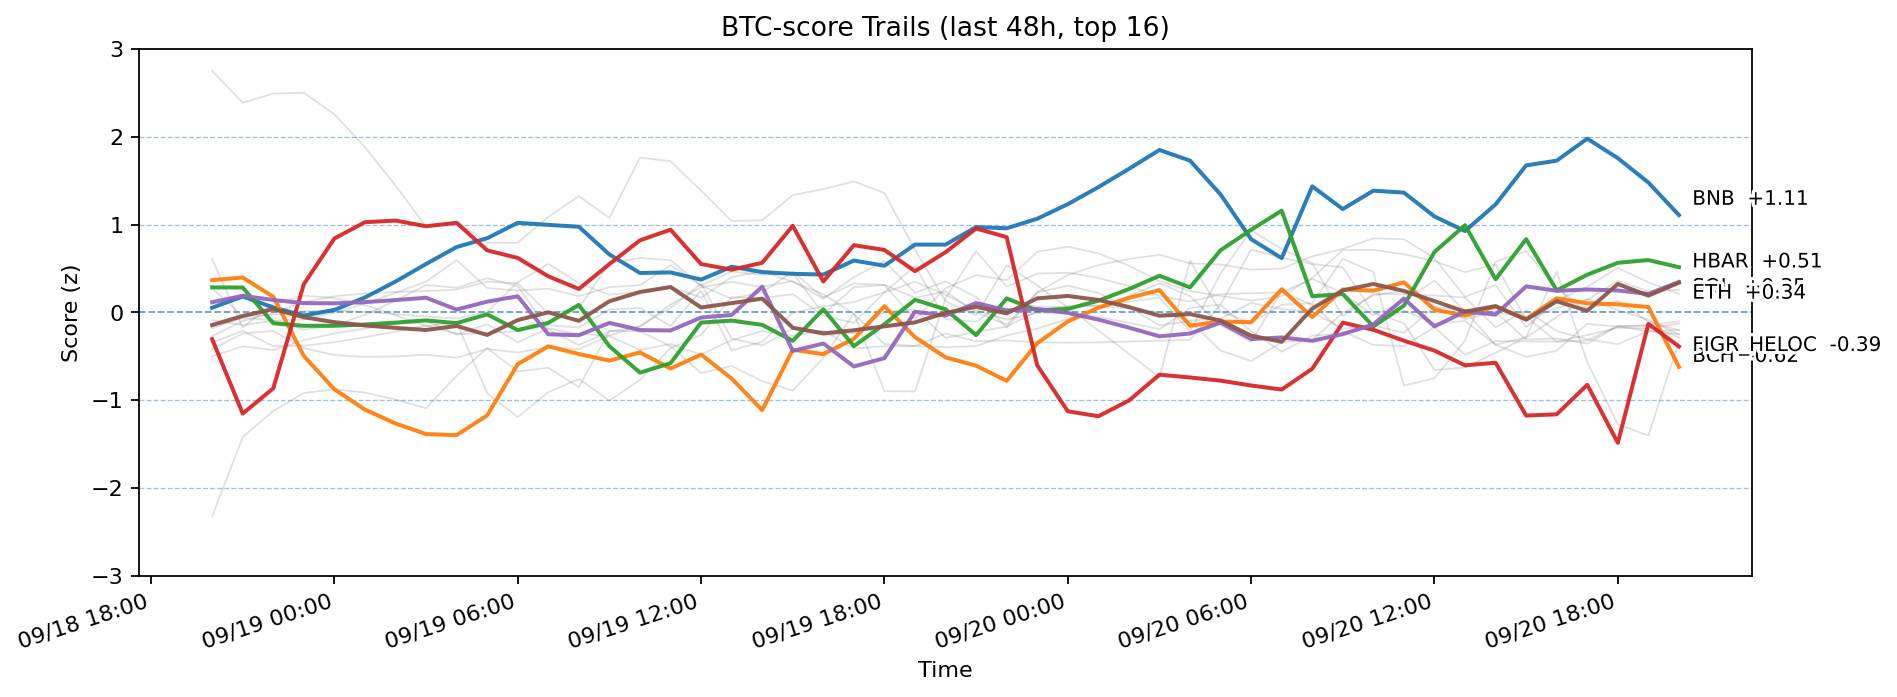 BTC-score Trails (last 48h, top 16)
Score (z)
3
2
1
0
−1
−2
−3
BNB +1.11
HBAR +0.51
ETH +0.34
FIGR_HELOC -0.39
BCH −0.62
09/18 18:00
09/19 00:00
09/19 06:00
09/19 12:00
09/19 18:00
09/20 00:00
09/20 06:00
09/20 12:00
09/20 18:00
Time